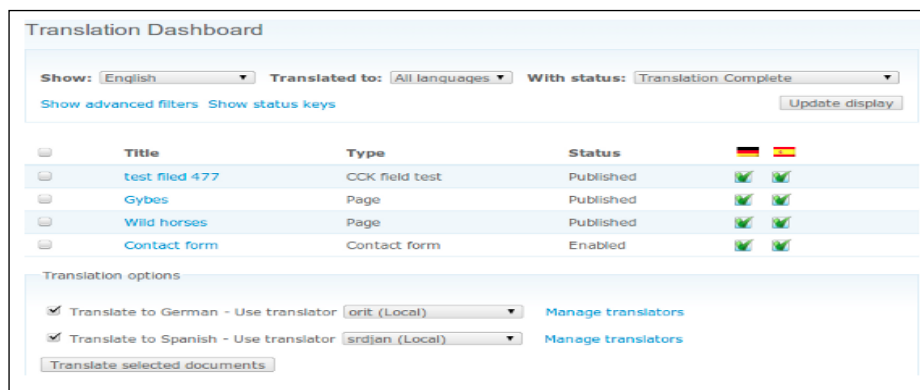 Translation Dashboard
Show: English Translated to: All languages With status: Translation Complete
Show advanced filters Show status keys Update display
Title Type Status
test filed 477 CCK field test Published
Gybes Page Published
Wild horses Page Published
Contact form Contact form Enabled
Translation options
Translate to German - Use translator orit (Local) Manage translators
Translate to Spanish - Use translator srdjan (Local) Manage translators
Translate selected documents